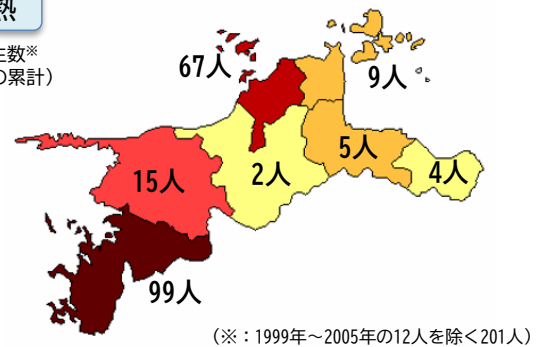 熱
生数※
の累計）
67人
9人
5人
4人
15人
2人
99人
（※：1999年～2005年の12人を除く201人）